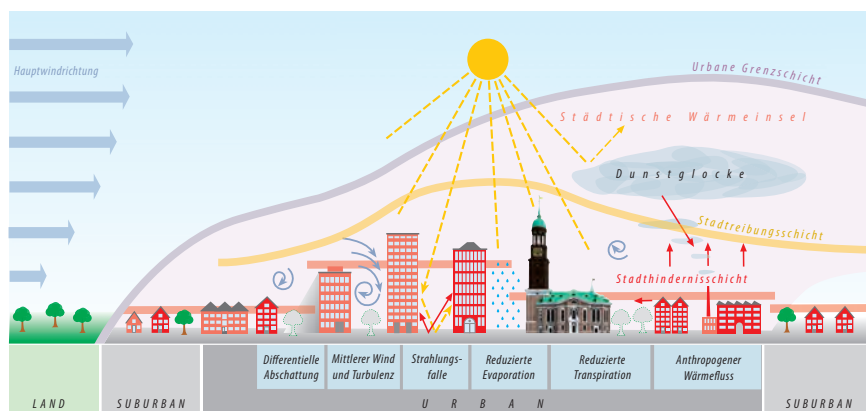 Hauptwindrichtung
Urbane Grenzschicht
Städtische Wärmeinsel
Dunstglocke
Stadtreibungsschicht
Stadthindernisschicht
Differentielle
Abschattung
Mittlerer Wind
und Turbulenz
Strahlungs-
falle
Reduzierte
Evaporation
Reduzierte
Transpiration
Anthropogener
Wärmefluss
LAND
SUBURBAN
URBAN
SUBURBAN